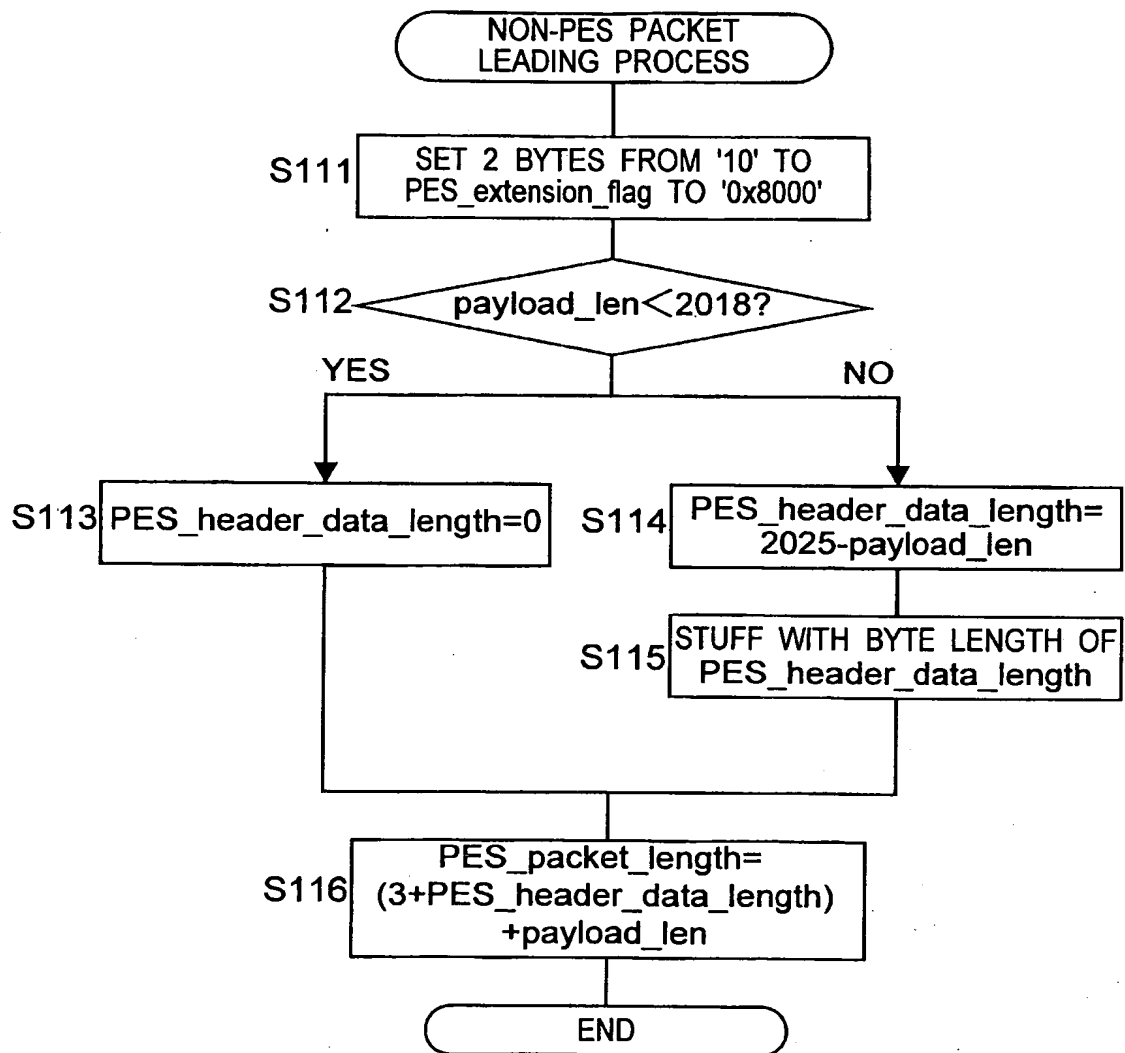 NON-PES PACKET
LEADING PROCESS
S111
SET 2 BYTES FROM '10' TO
PES_extension_flag TO '0x8000'
S112
payload_len<2018?
YES
NO
S113
PES_header_data_length=0
S114
PES_header_data_length=
2025-payload_len
S115
STUFF WITH BYTE LENGTH OF
PES_header_data_length
S116
PES_packet_length=
(3+PES_header_data_length)
+payload_len
END